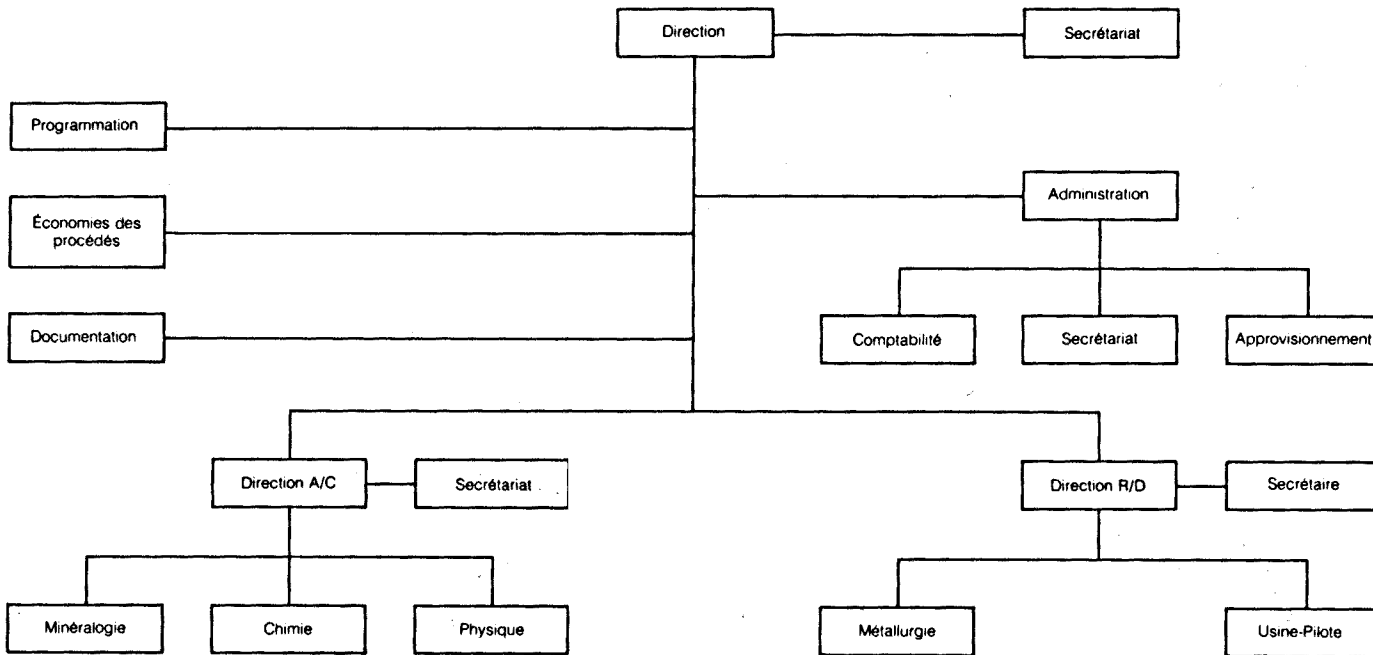 Direction
Secrétariat
Programmation
Administration
Économies des
procédés
Documentation
Comptabilité
Secrétariat
Approvisionnement
Direction A/C
Secrétariat
Direction R/D
Secrétaire
Minéralogie
Chimie
Physique
Métallurgie
Usine-Pilote